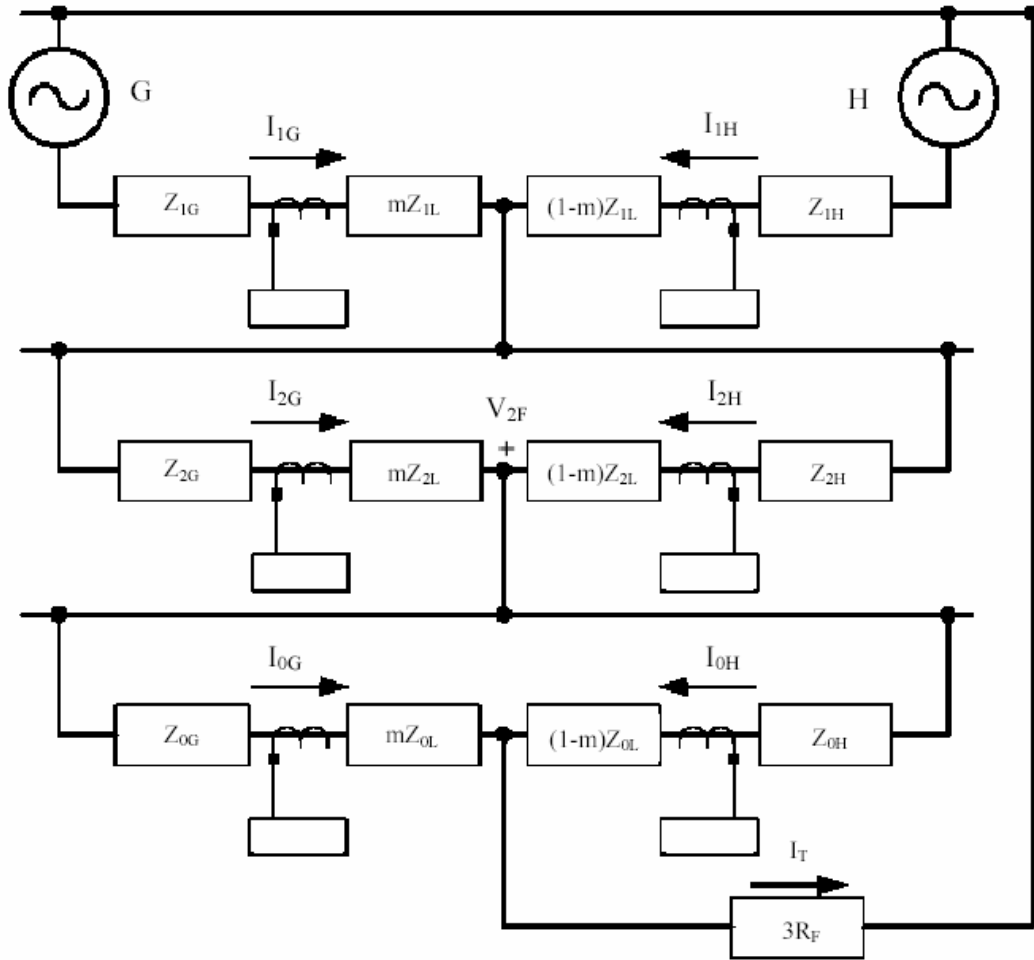 G
H
I1G
I1H
Z1G
mZ1L
(1-m)Z1L
Z1H
I2G
V2F
I2H
+
Z2G
mZ2L
(1-m)Z2L
Z2H
I0G
I0H
Z0G
mZ0L
(1-m)Z0L
Z0H
IT
3RF